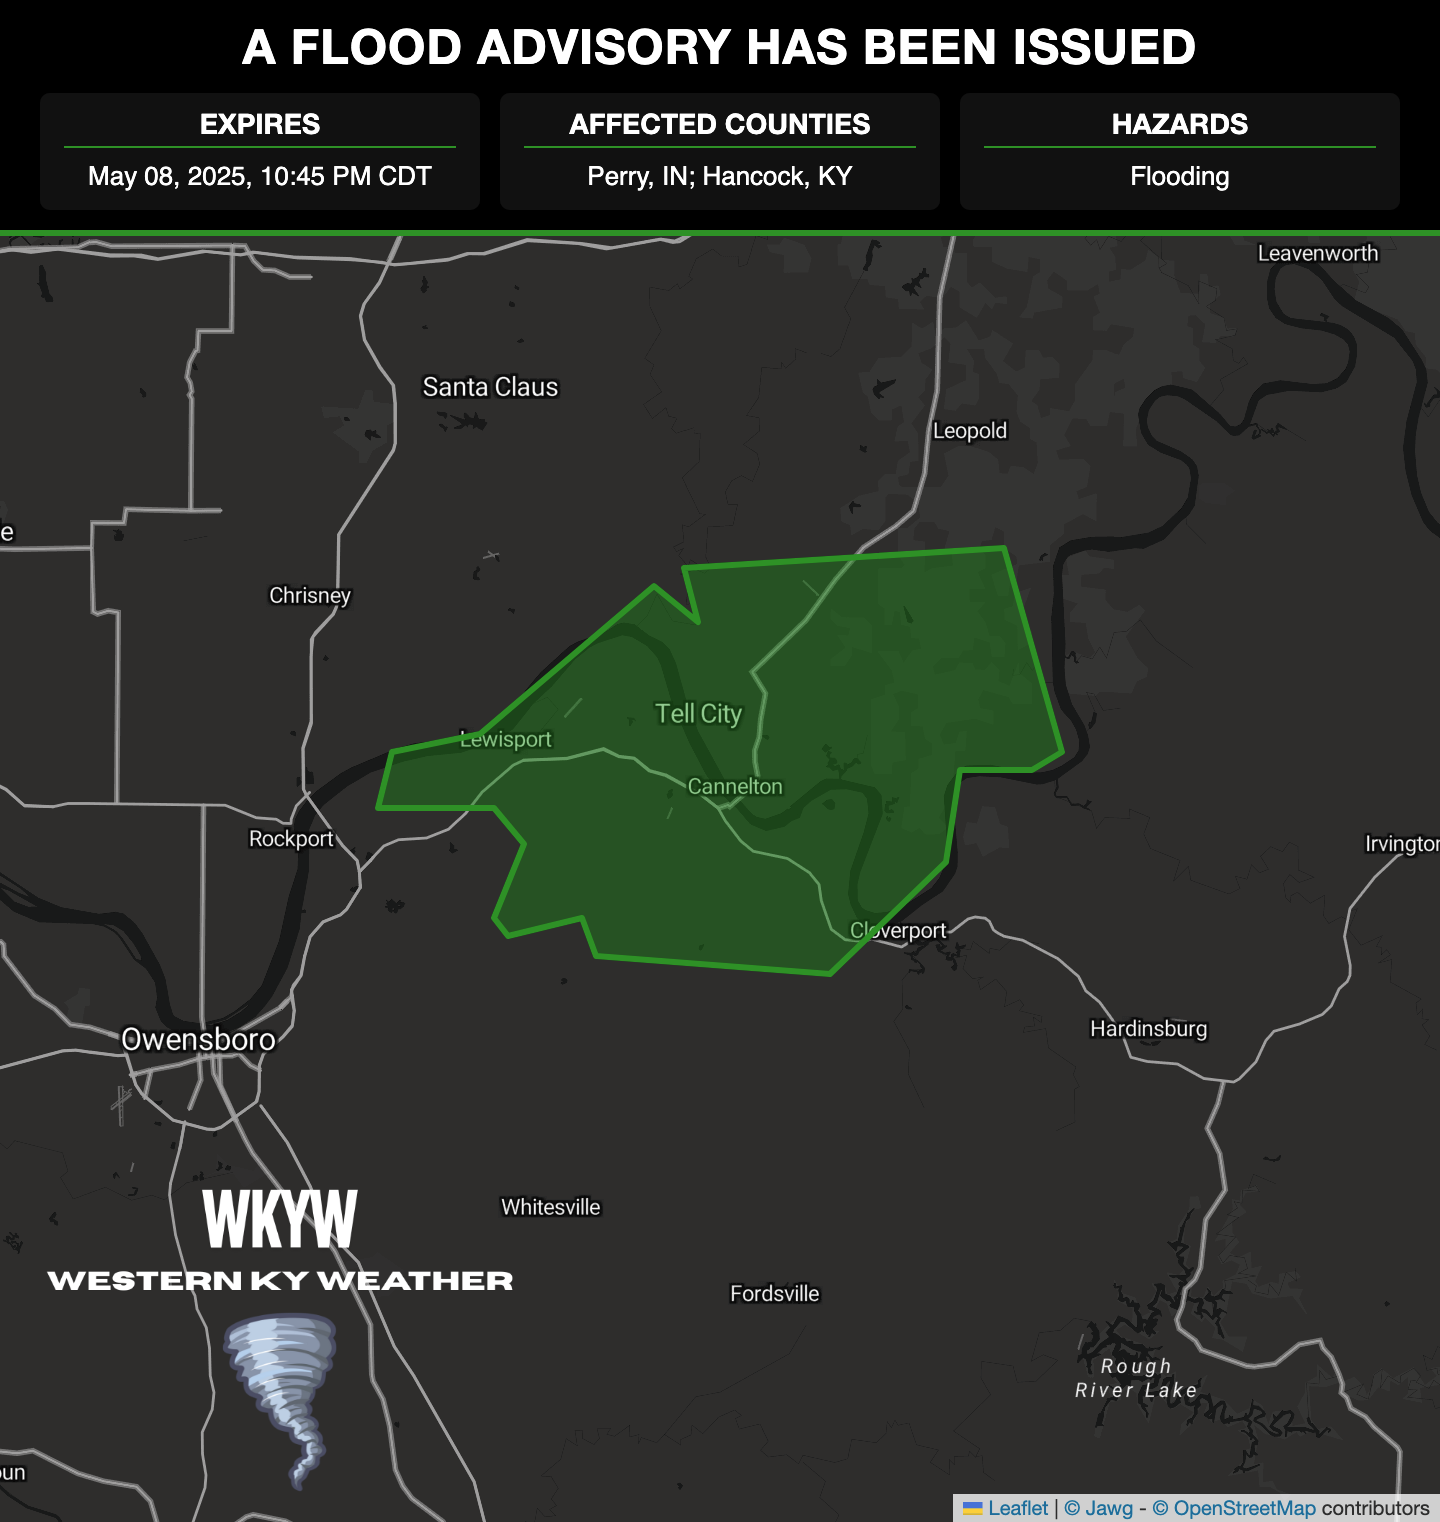 A FLOOD ADVISORY HAS BEEN ISSUED
EXPIRES
May 08, 2025, 10:45 PM CDT
AFFECTED COUNTIES
Perry, IN; Hancock, KY
HAZARDS
Flooding
Leavenworth
Santa Claus
Leopold
e
Chrisney
Tell City
Lewisport
Cannelton
Rockport
Irvington
Cloverport
Hardinsburg
Owensboro
WKYW
WESTERN KY WEATHER
Whitesville
Fordsville
Rough
River Lake
oun
Leaflet | © Jawg - © OpenStreetMap contributors